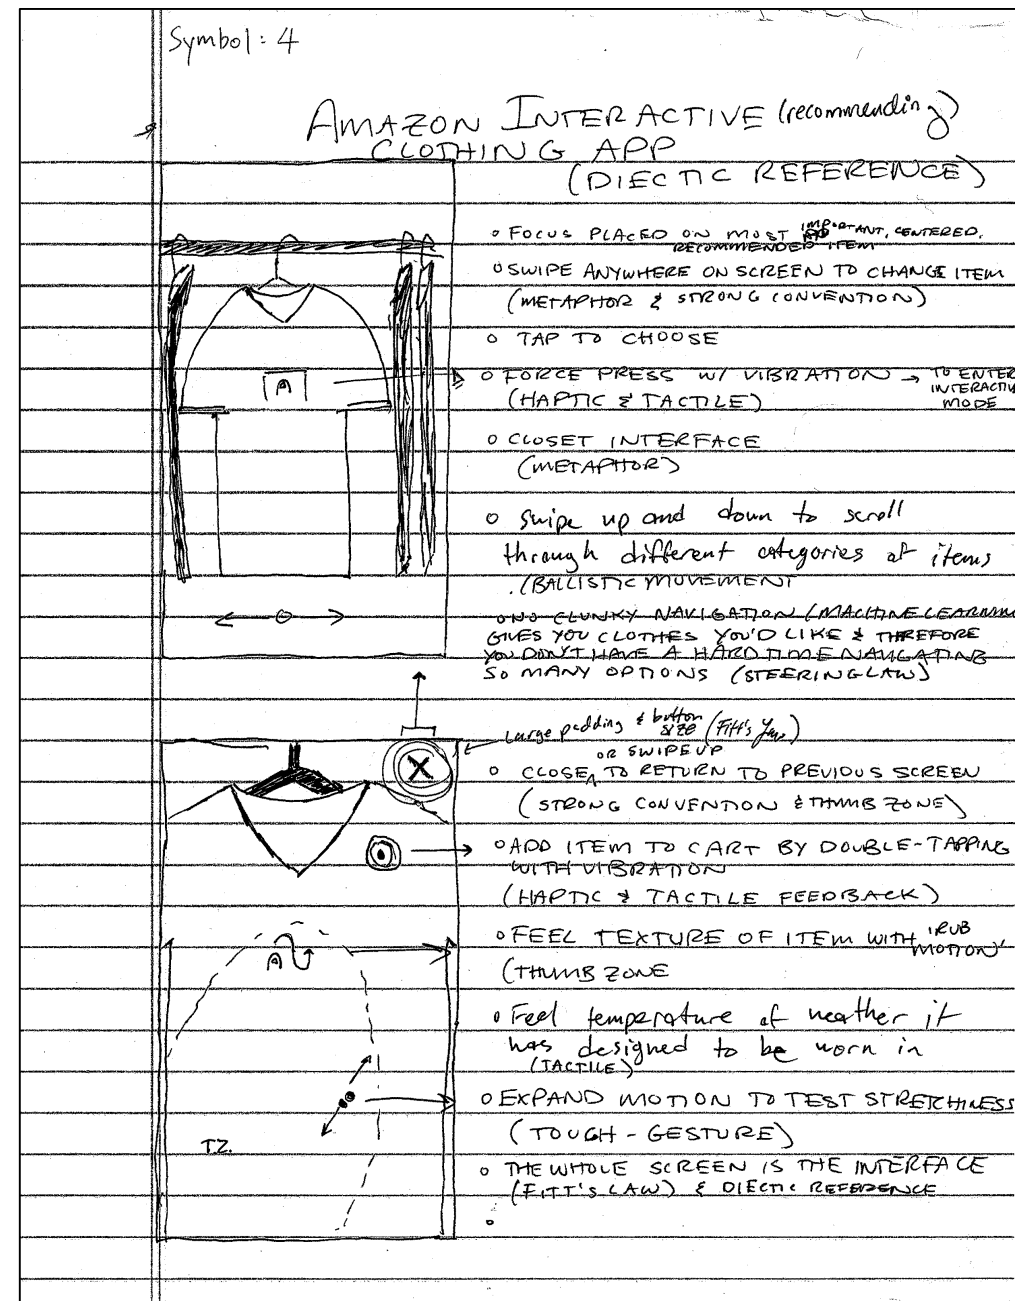 Symbol: 4
AMAZON INTERACTIVE (recommending)
CLOTHING APP
(DIECTIC REFERENCE)
o FOCUS PLACED ON MOST IMPORTANT, CENTERED,
RECOMMENDED ITEM
o SWIPE ANYWHERE ON SCREEN TO CHANGE ITEM
(METAPHOR & STRONG CONVENTION)
o TAP TO CHOOSE
A
o FORCE PRESS W/ VIBRATION → TO ENTER
INTERACTIV
MODE
(HAPTIC & TACTILE)
o CLOSET INTERFACE
(METAPHOR)
o Swipe up and down to scroll
through different categories of items
(BALLISTIC MOVEMENT
o NO CLUNKY NAVIGATION (MACHINE LEARNING
GIVES YOU CLOTHES YOU'D LIKE & THEREFORE
YOU DON'T HAVE A HARD TIME NAVIGATING
SO MANY OPTIONS (STEERING LAW)
Large padding & button
size (Fitt's Law)
OR SWIPE UP
X
o CLOSE ^ TO RETURN TO PREVIOUS SCREEN
(STRONG CONVENTION & THUMB ZONE)
o ADD ITEM TO CART BY DOUBLE-TAPPING
WITH VIBRATION
(HAPTIC & TACTILE FEEDBACK)
A
o FEEL TEXTURE OF ITEM WITH 'RUB
MOTION'
(THUMB ZONE
o Feel temperature of weather it
has designed to be worn in
(TACTILE)
o EXPAND MOTION TO TEST STRETCHINESS
(TOUGH - GESTURE)
T.Z.
o THE WHOLE SCREEN IS THE INTERFACE
(FITT'S LAW) & DIECTIC REFERENCE
o